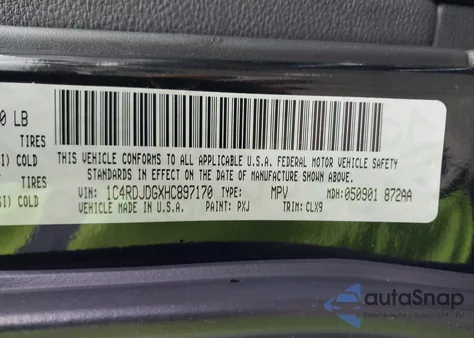 0 LB
TIRES
I) COLD
TIRES
SI) COLD
THIS VEHICLE CONFORMS TO ALL APPLICABLE U.S.A. FEDERAL MOTOR VEHICLE SAFETY
STANDARDS IN EFFECT ON THE DATE OF MANUFACTURE SHOWN ABOVE.
VIN: 1C4RDJDGXHC897170 TYPE: MPV MDH: 050901 872AA
VEHICLE MADE IN U.S.A. PAINT: PXJ TRIM: CLX9
autoSnap